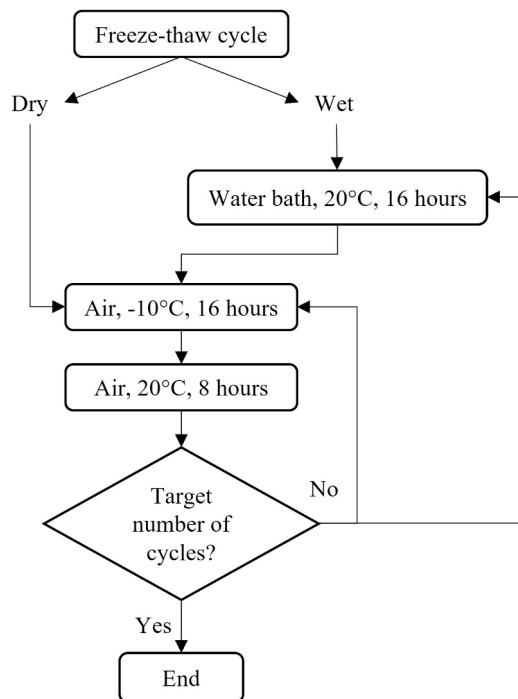 Freeze-thaw cycle
Dry
Wet
Water bath, 20°C, 16 hours
Air, -10°C, 16 hours
Air, 20°C, 8 hours
Target
number of
cycles?
No
Yes
End